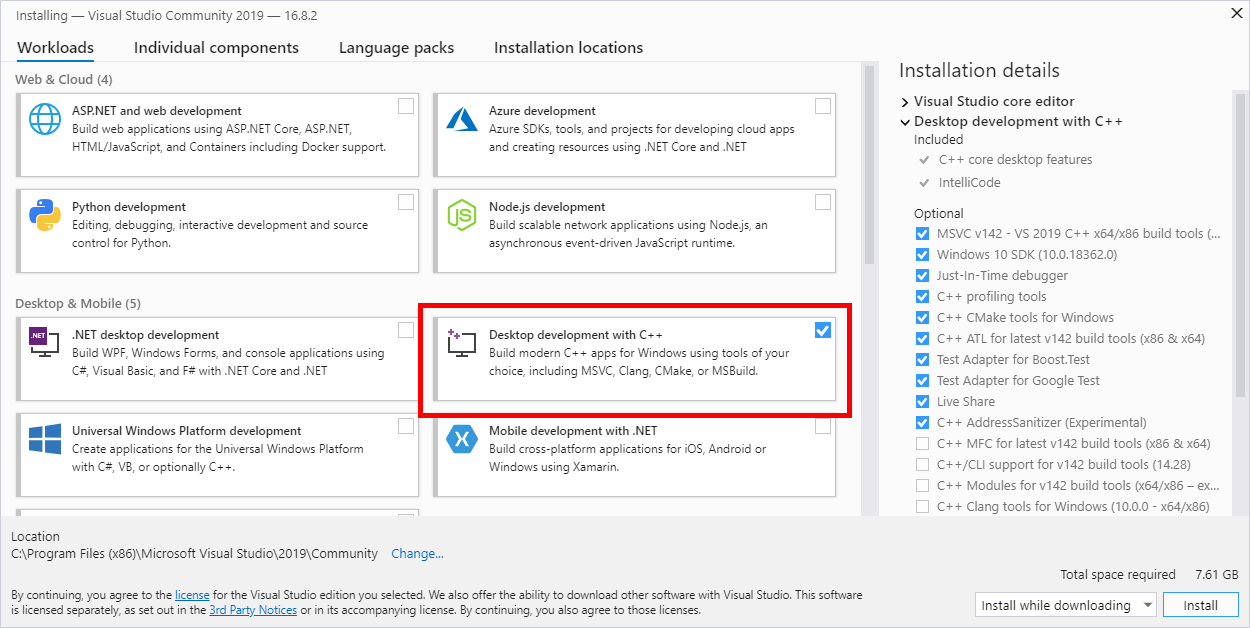 Installing — Visual Studio Community 2019 — 16.8.2
Workloads
Individual components
Language packs
Installation locations
Web & Cloud (4)
ASP.NET and web development
Build web applications using ASP.NET Core, ASP.NET,
HTML/JavaScript, and Containers including Docker support.
Azure development
Azure SDKs, tools, and projects for developing cloud apps
and creating resources using .NET Core and .NET
Python development
Editing, debugging, interactive development and source
control for Python.
JS
Node.js development
Build scalable network applications using Node.js, an
asynchronous event-driven JavaScript runtime.
Desktop & Mobile (5)
.NET
.NET desktop development
Build WPF, Windows Forms, and console applications using
C#, Visual Basic, and F# with .NET Core and .NET
Desktop development with C++
Build modern C++ apps for Windows using tools of your
choice, including MSVC, Clang, CMake, or MSBuild.
Universal Windows Platform development
Create applications for the Universal Windows Platform
with C#, VB, or optionally C++.
Mobile development with .NET
Build cross-platform applications for iOS, Android or
Windows using Xamarin.
Installation details
Visual Studio core editor
Desktop development with C++
Included
C++ core desktop features
IntelliCode
Optional
MSVC v142 - VS 2019 C++ x64/x86 build tools (...
Windows 10 SDK (10.0.18362.0)
Just-In-Time debugger
C++ profiling tools
C++ CMake tools for Windows
C++ ATL for latest v142 build tools (x86 & x64)
Test Adapter for Boost.Test
Test Adapter for Google Test
Live Share
C++ AddressSanitizer (Experimental)
C++ MFC for latest v142 build tools (x86 & x64)
C++/CLI support for v142 build tools (14.28)
C++ Modules for v142 build tools (x64/x86 – ex...
C++ Clang tools for Windows (10.0.0 - x64/x86)
Location
C:\Program Files (x86)\Microsoft Visual Studio\2019\Community
Change...
Total space required 7.61 GB
By continuing, you agree to the license for the Visual Studio edition you selected. We also offer the ability to download other software with Visual Studio. This software
is licensed separately, as set out in the 3rd Party Notices or in its accompanying license. By continuing, you also agree to those licenses.
Install while downloading
Install